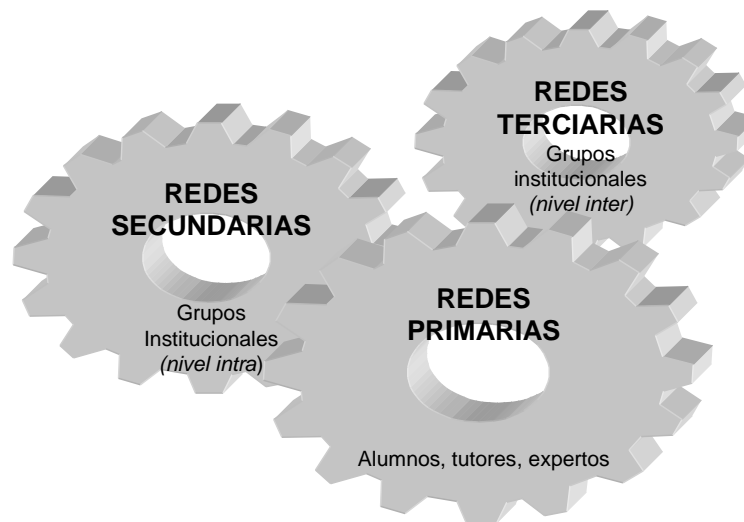 REDES
TERCIARIAS
Grupos
institucionales
(nivel inter)
REDES
SECUNDARIAS
Grupos
Institucionales
(nivel intra)
REDES
PRIMARIAS
Alumnos, tutores, expertos